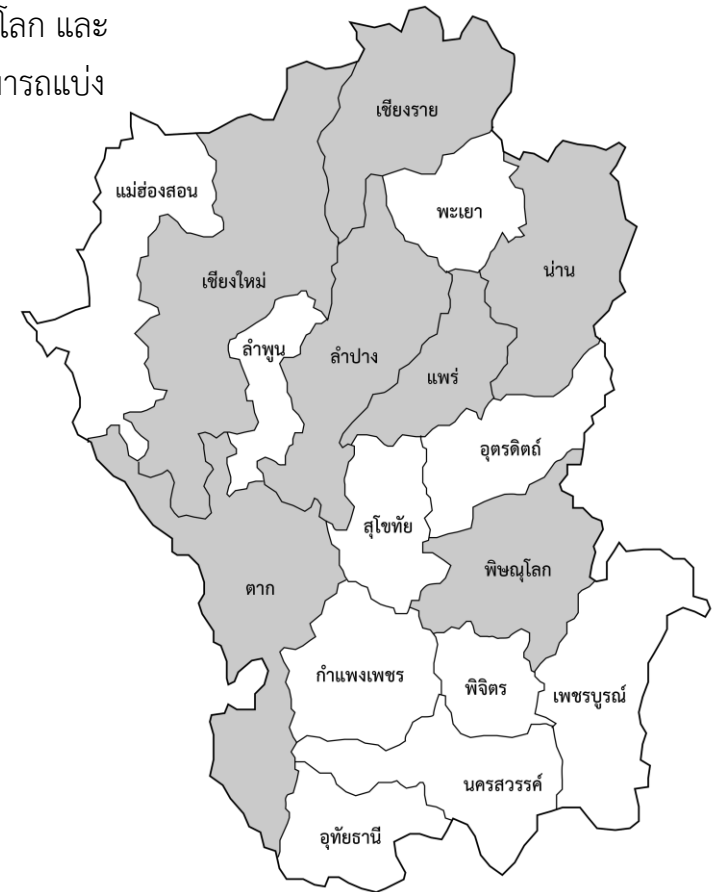 โลก และ
มารถแบ่ง
เชียงราย
แม่ฮ่องสอน
พะเยา
น่าน
เชียงใหม่
ลำพูน
ลำปาง
แพร่
อุตรดิตถ์
สุโขทัย
พิษณุโลก
ตาก
กำแพงเพชร
พิจิตร
เพชรบูรณ์
นครสวรรค์
อุทัยธานี